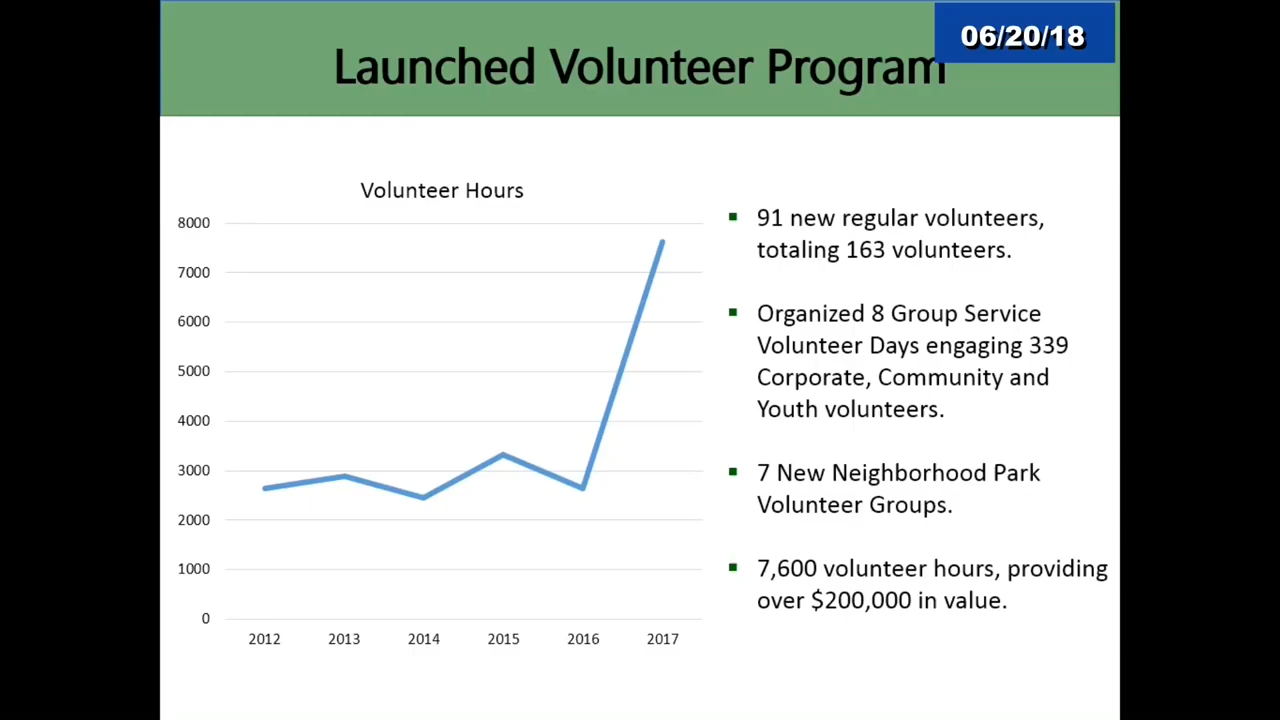 06/20/18
Launched Volunteer Program
Volunteer Hours
8000
7000
6000
5000
4000
3000
2000
1000
0
2012 2013 2014 2015 2016 2017
91 new regular volunteers,
totaling 163 volunteers.
Organized 8 Group Service
Volunteer Days engaging 339
Corporate, Community and
Youth volunteers.
7 New Neighborhood Park
Volunteer Groups.
7,600 volunteer hours, providing
over $200,000 in value.